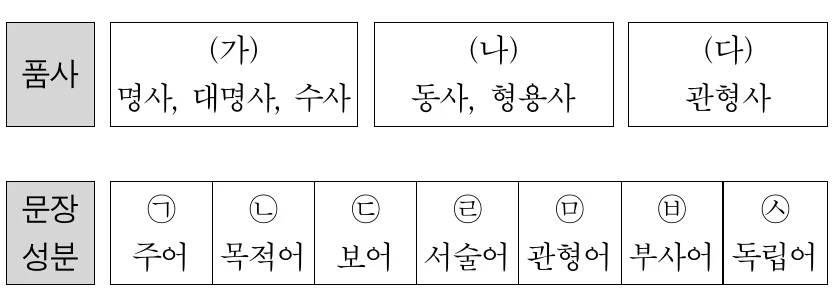 품사
(가)
명사, 대명사, 수사
(나)
동사, 형용사
(다)
관형사
문장
성분
㉠
주어
㉡
목적어
㉢
보어
㉣
서술어
㉤
관형어
㉥
부사어
㉦
독립어